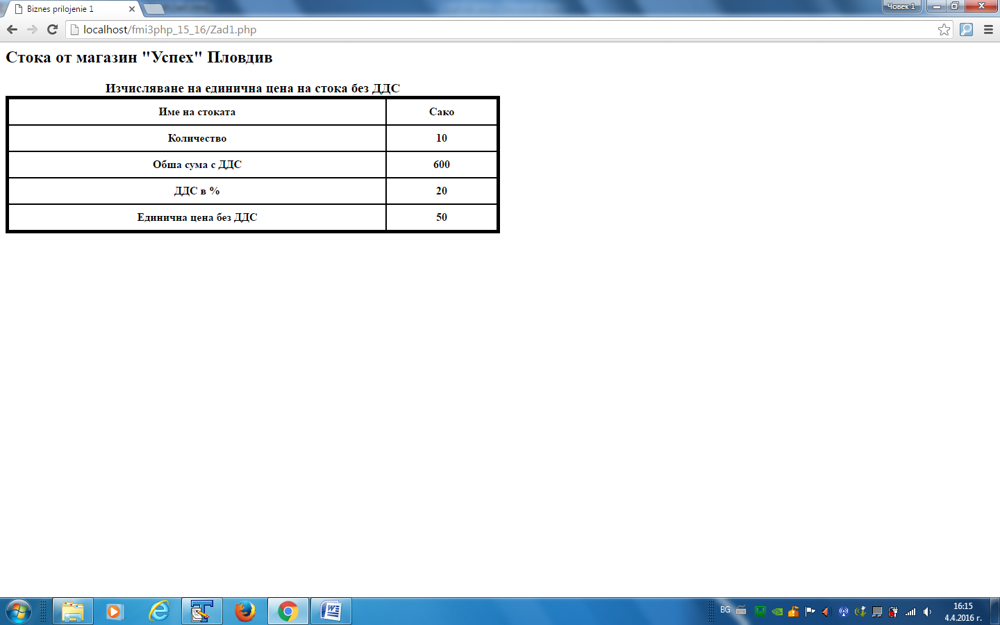 Biznes prilojenie 1
Човек 1
localhost/fmi3php_15_16/Zad1.php
Стока от магазин "Успех" Пловдив
Изчисляване на единична цена на стока без ДДС
Име на стоката Сако
Количество 10
Обша сума с ДДС 600
ДДС в % 20
Единична цена без ДДС 50
BG
16:15
4.4.2016 г.